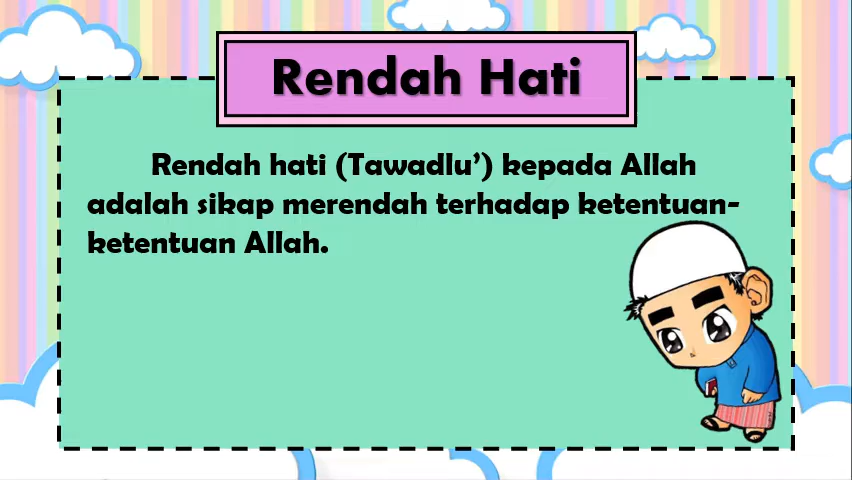 Rendah Hati
Rendah hati (Tawadlu’) kepada Allah
adalah sikap merendah terhadap ketentuan-
ketentuan Allah.